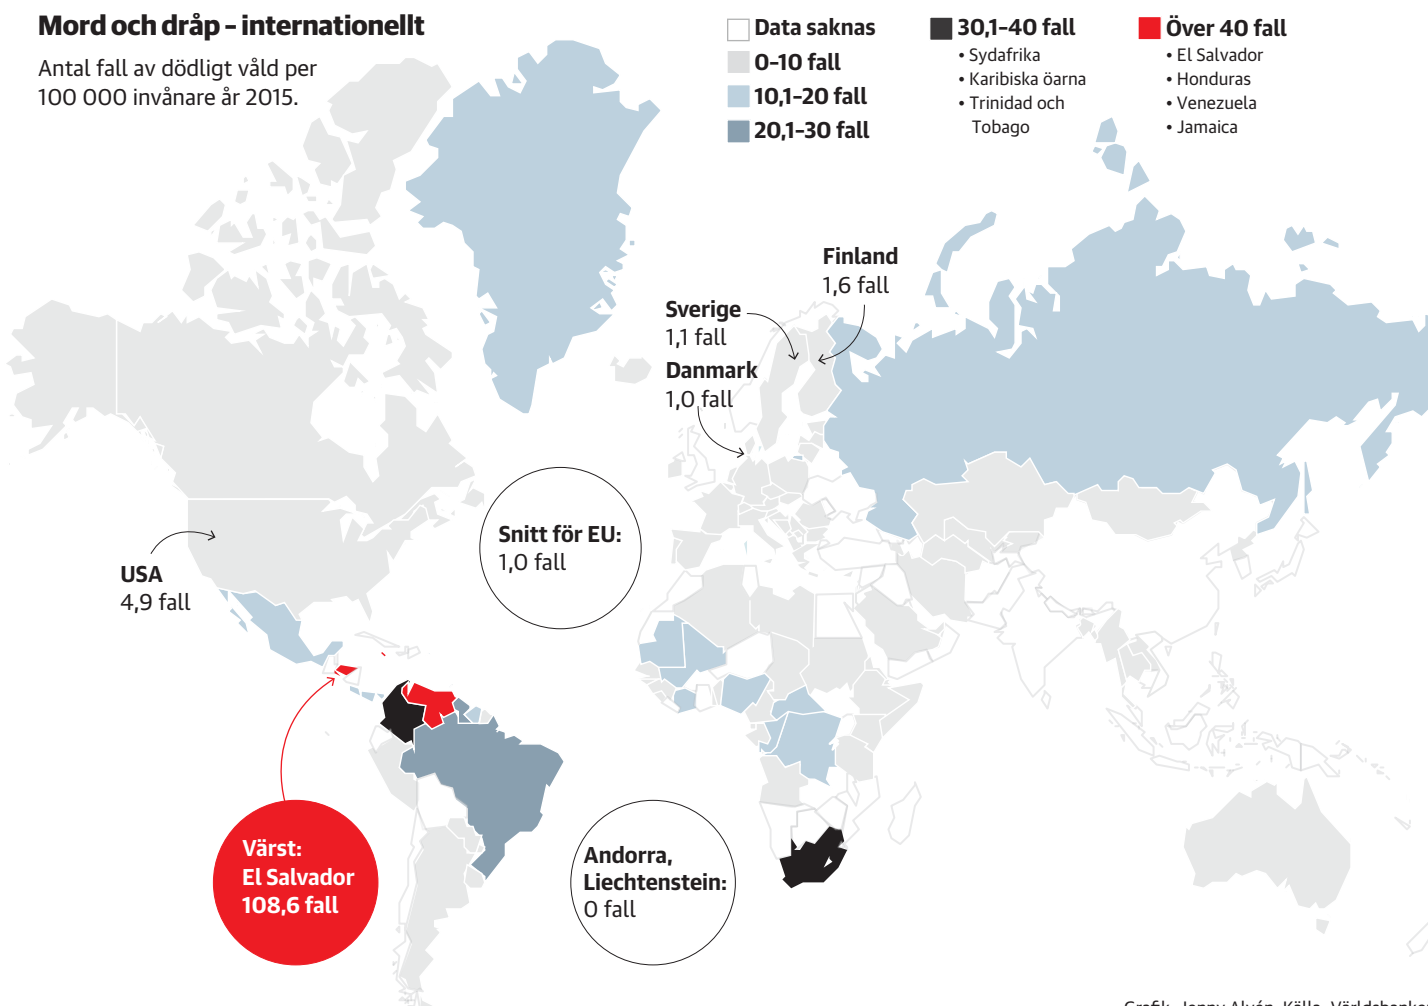 Mord och dråp – internationellt
Antal fall av dödligt våld per
100 000 invånare år 2015.
Data saknas
0–10 fall
10,1–20 fall
20,1–30 fall
30,1–40 fall
• Sydafrika
• Karibiska öarna
• Trinidad och
Tobago
Över 40 fall
• El Salvador
• Honduras
• Venezuela
• Jamaica
Finland
1,6 fall
Sverige
1,1 fall
Danmark
1,0 fall
Snitt för EU:
1,0 fall
USA
4,9 fall
Värst:
El Salvador
108,6 fall
Andorra,
Liechtenstein:
0 fall